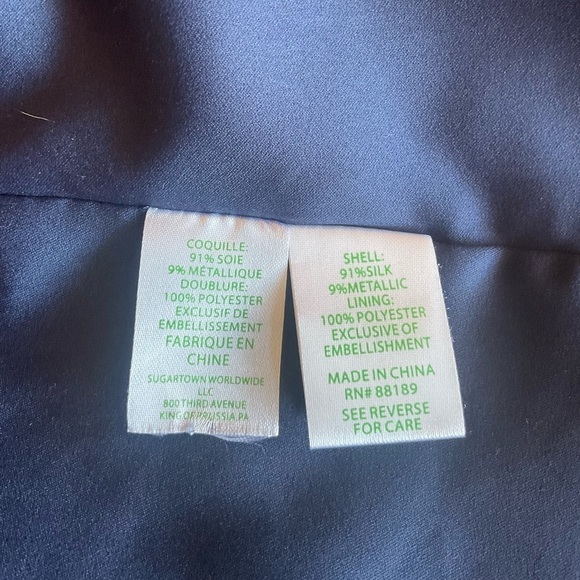 COQUILLE:
91% SOIE
9% MÉTALLIQUE
DOUBLURE:
100% POLYESTER
EXCLUSIF DE
EMBELLISSEMENT
FABRIQUE EN
CHINE
SUGARTOWN WORLDWIDE
LLC
800 THIRD AVENUE
KING OF PRUSSIA, PA
SHELL:
91%SILK
9%METALLIC
LINING:
100% POLYESTER
EXCLUSIVE OF
EMBELLISHMENT
MADE IN CHINA
RN# 88189
SEE REVERSE
FOR CARE